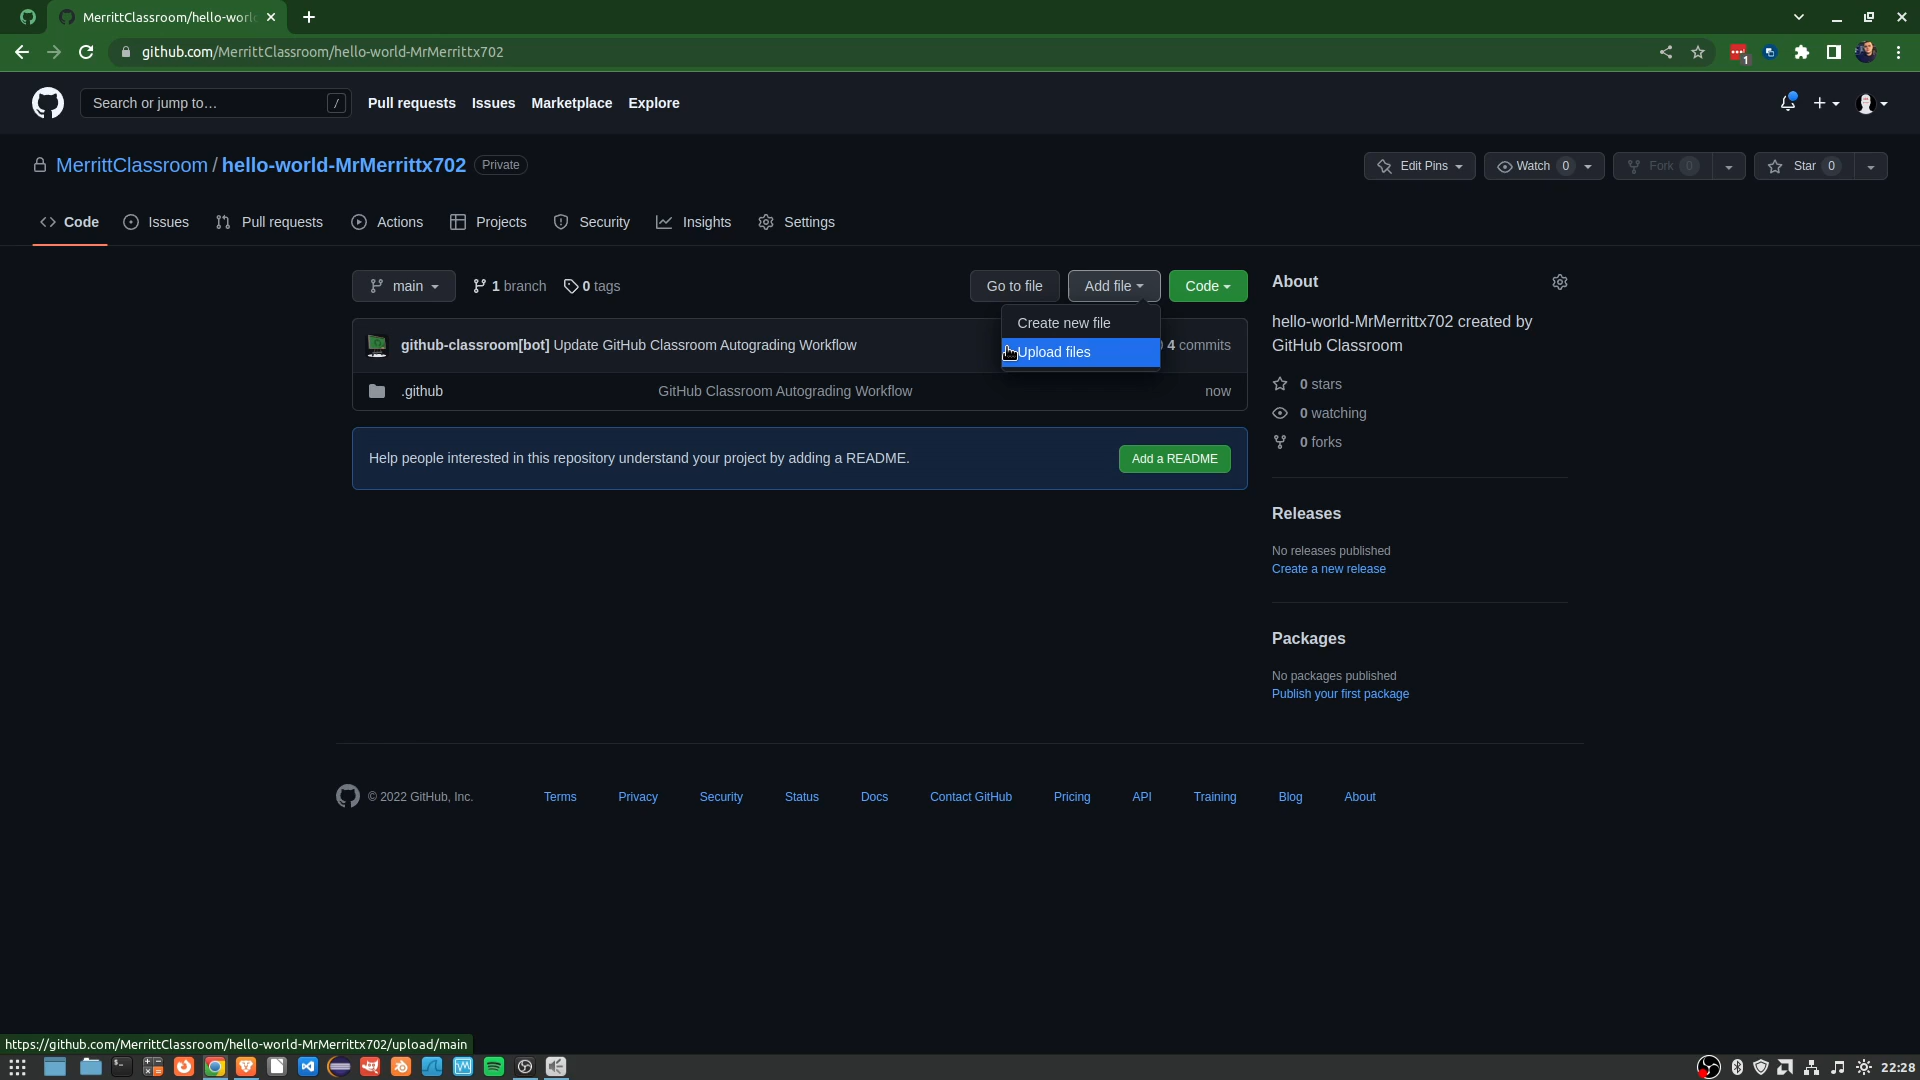 MerrittClassroom/hello-worl
github.com/MerrittClassroom/hello-world-MrMerrittx702
1
Search or jump to… / Pull requests Issues Marketplace Explore
MerrittClassroom / hello-world-MrMerrittx702 Private
Edit Pins Watch 0 Fork 0 Star 0
Code Issues Pull requests Actions Projects Security Insights Settings
main 1 branch 0 tags Go to file Add file Code
Create new file
Upload files
github-classroom[bot] Update GitHub Classroom Autograding Workflow 4 commits
.github GitHub Classroom Autograding Workflow now
Help people interested in this repository understand your project by adding a README. Add a README
About
hello-world-MrMerrittx702 created by
GitHub Classroom
0 stars
0 watching
0 forks
Releases
No releases published
Create a new release
Packages
No packages published
Publish your first package
© 2022 GitHub, Inc. Terms Privacy Security Status Docs Contact GitHub Pricing API Training Blog About
https://github.com/MerrittClassroom/hello-world-MrMerrittx702/upload/main
22:28